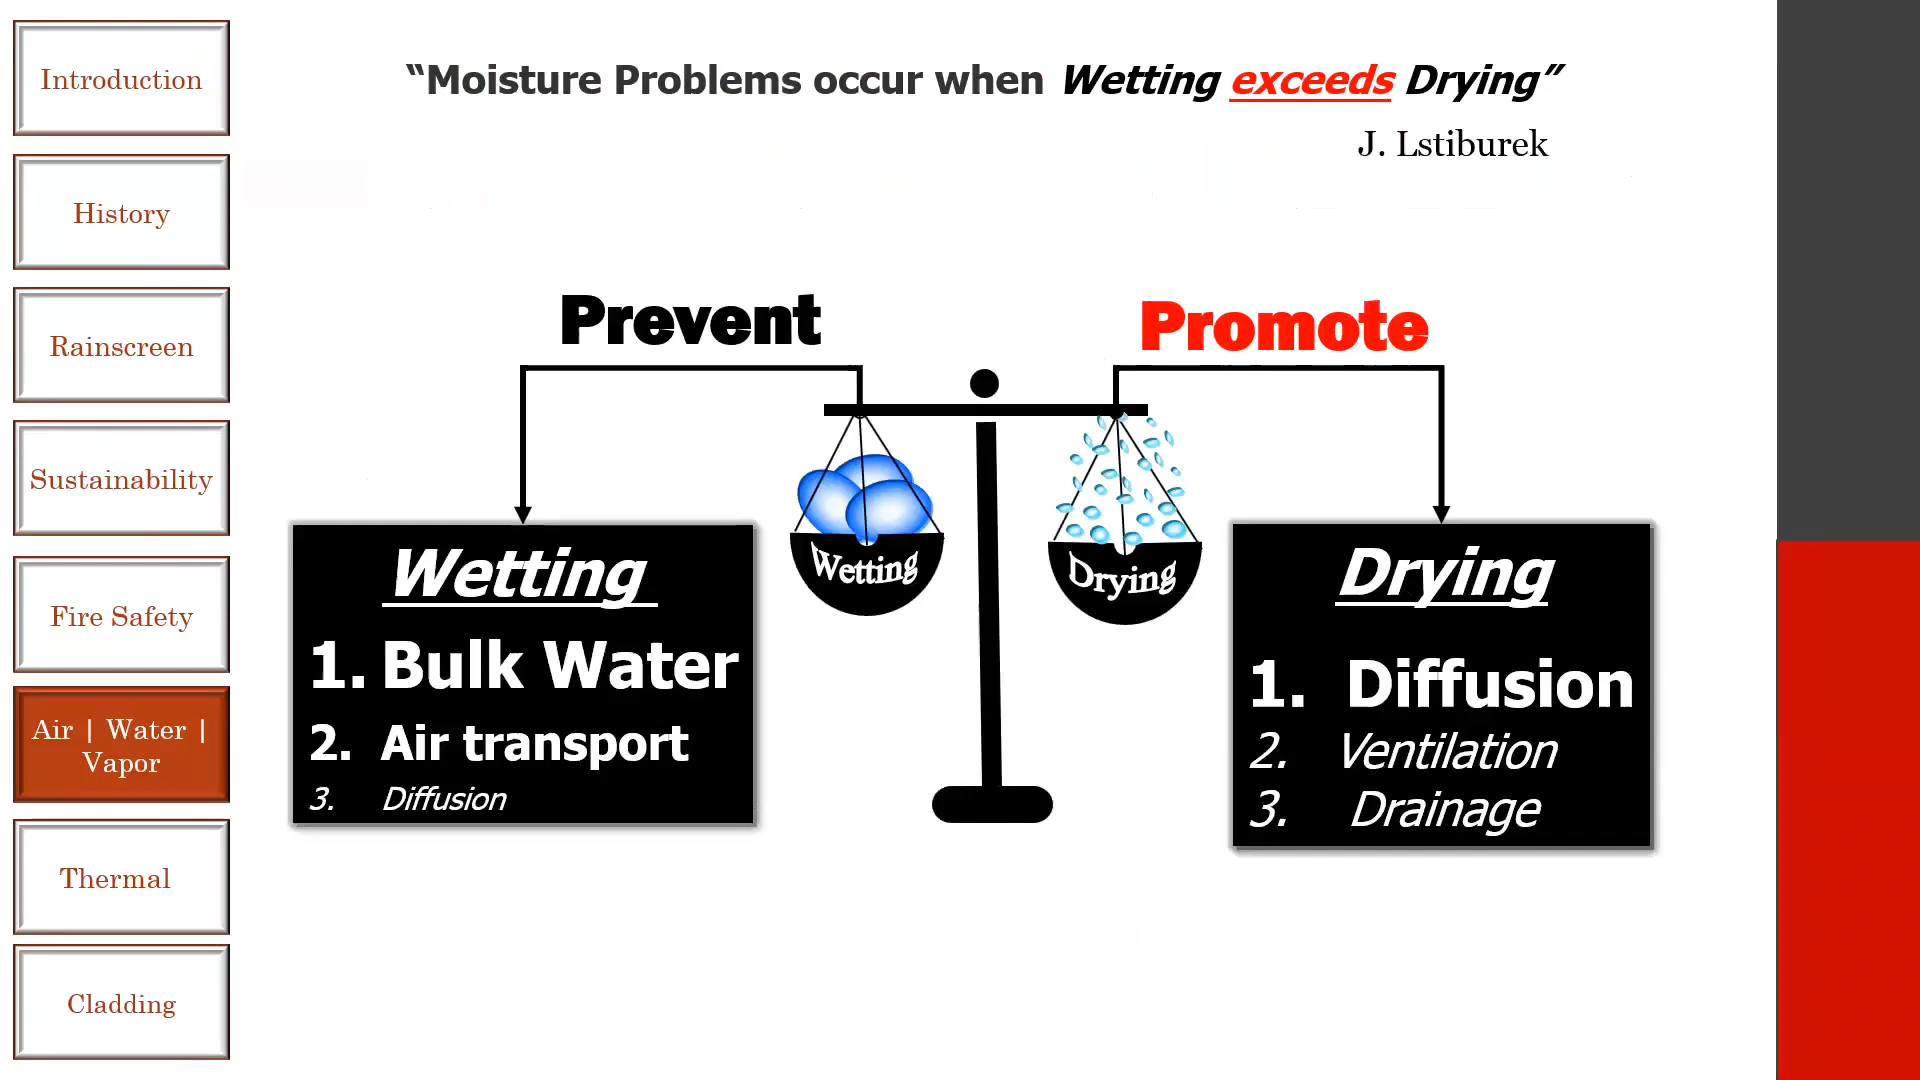 Introduction
History
Rainscreen
Sustainability
Fire Safety
Air | Water |
Vapor
Thermal
Cladding
“Moisture Problems occur when Wetting exceeds Drying”
J. Lstiburek
Prevent
Promote
Wetting
Drying
Wetting
1. Bulk Water
2. Air transport
3. Diffusion
Drying
1. Diffusion
2. Ventilation
3. Drainage